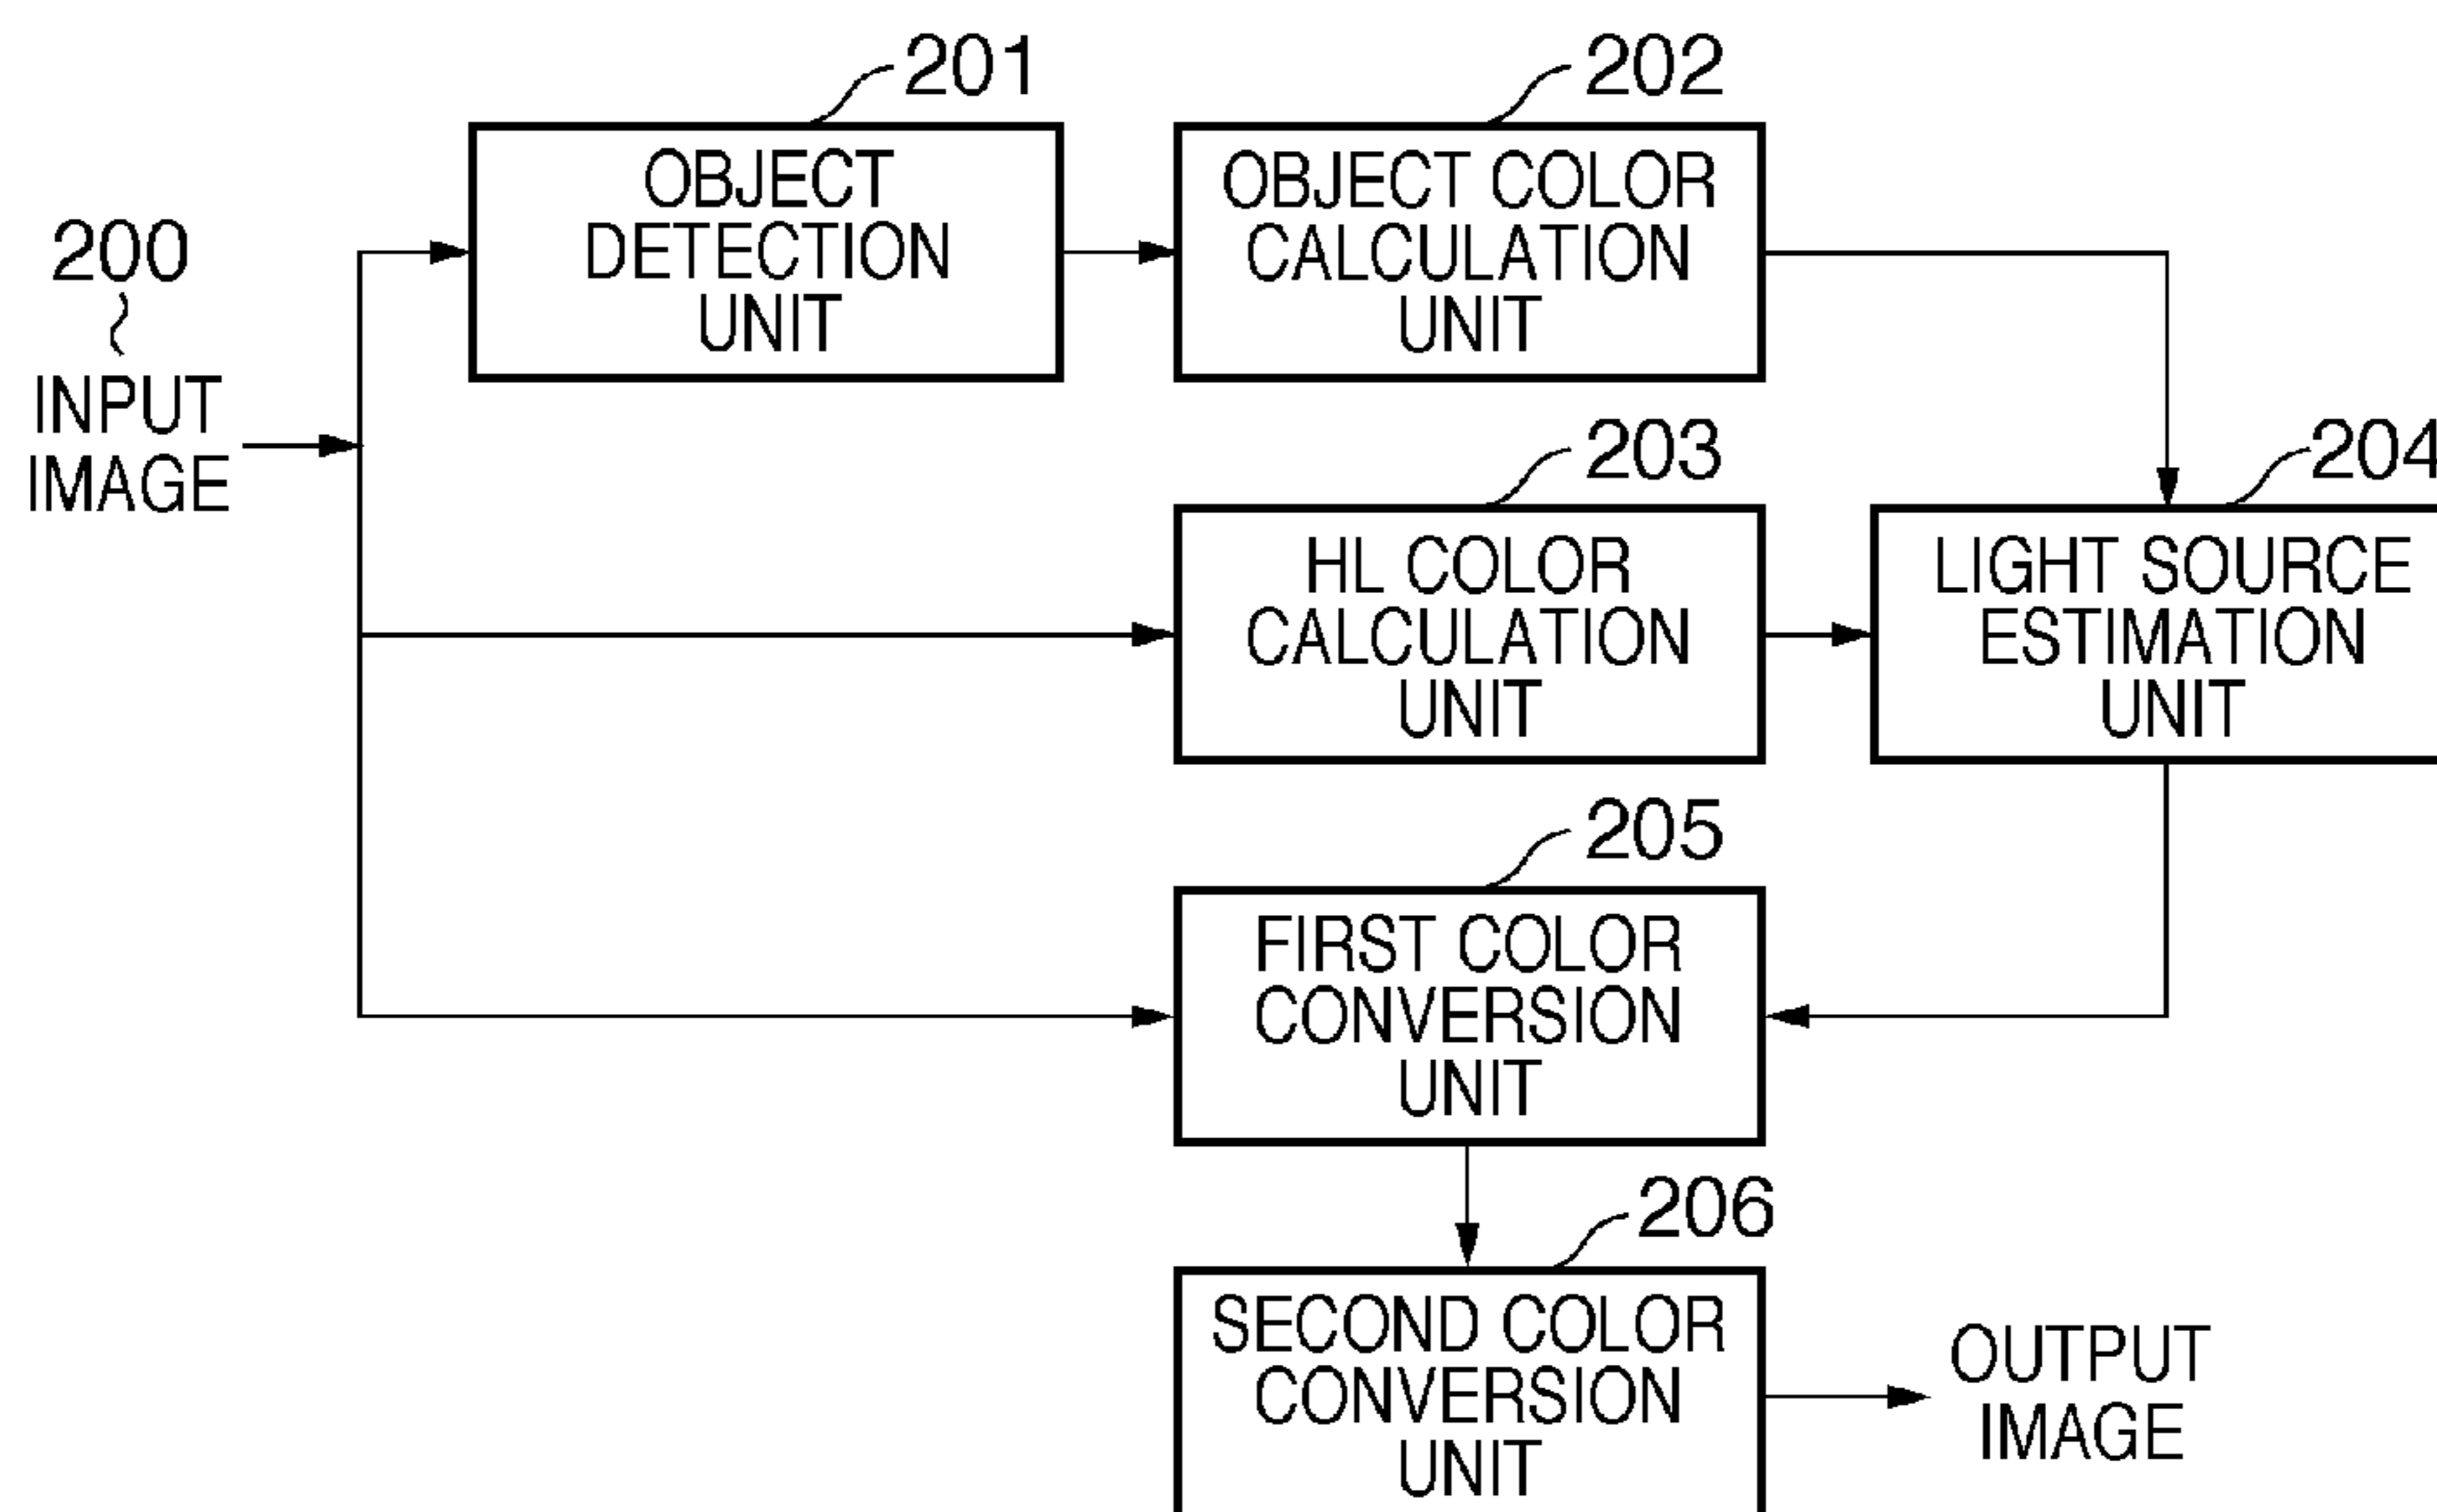 201
202
OBJECT
DETECTION
UNIT
OBJECT COLOR
CALCULATION
UNIT
200
INPUT
IMAGE
203
204
HL COLOR
CALCULATION
UNIT
LIGHT SOURCE
ESTIMATION
UNIT
205
FIRST COLOR
CONVERSION
UNIT
206
SECOND COLOR
CONVERSION
UNIT
OUTPUT
IMAGE